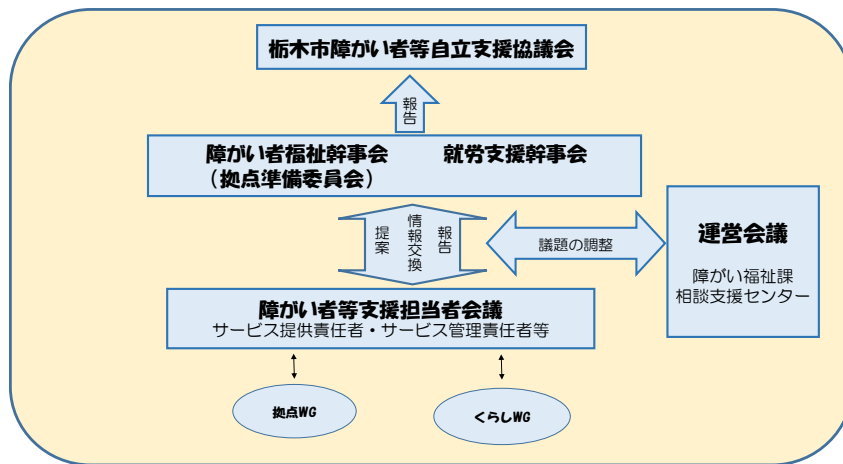 栃木市障がい者等自立支援協議会
報告
障がい者福祉幹事会　就労支援幹事会
（拠点準備委員会）
提案
情報交換
報告
議題の調整
運営会議
障がい福祉課
相談支援センター
障がい者等支援担当者会議
サービス提供責任者・サービス管理責任者等
拠点WG
くらしWG